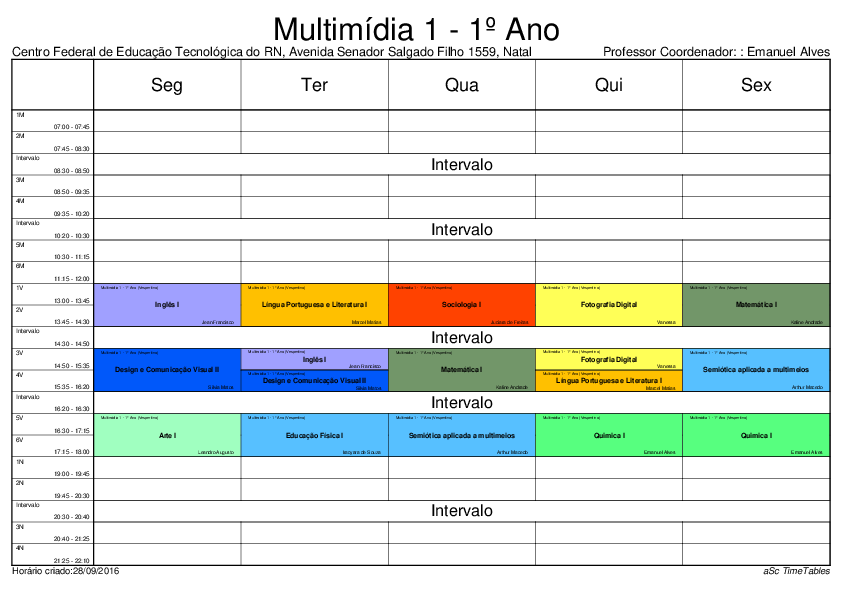 Multimídia 1 - 1º Ano
Centro Federal de Educação Tecnológica do RN, Avenida Senador Salgado Filho 1559, Natal Professor Coordenador: : Emanuel Alves
Seg Ter Qua Qui Sex
1M
07:00 - 07:45
2M
07:45 - 08:30
Intervalo
08:30 - 08:50
Intervalo
3M
08:50 - 09:35
4M
09:35 - 10:20
Intervalo
10:20 - 10:30
Intervalo
5M
10:30 - 11:15
6M
11:15 - 12:00
1V
13:00 - 13:45
2V
13:45 - 14:30
Multimídia 1 - 1º Ano (Vespertino)
Inglês I
Jean Francisco
Multimídia 1 - 1º Ano (Vespertino)
Língua Portuguesa e Literatura I
Marcel Matias
Multimídia 1 - 1º Ano (Vespertino)
Sociologia I
Multimídia 1 - 1º Ano (Vespertino)
Fotografia Digital
Vanessa
Multimídia 1 - 1º Ano (Vespertino)
Matemática I
Keline Andrade
Intervalo
14:30 - 14:50
Intervalo
3V
14:50 - 15:35
4V
15:35 - 16:20
Multimídia 1 - 1º Ano (Vespertino)
Design e Comunicação Visual II
Multimídia 1 - 1º Ano (Vespertino)
Inglês I
Jean Francisco
Multimídia 1 - 1º Ano (Vespertino)
Design e Comunicação Visual II
Multimídia 1 - 1º Ano (Vespertino)
Matemática I
Keline Andrade
Multimídia 1 - 1º Ano (Vespertino)
Fotografia Digital
Vanessa
Multimídia 1 - 1º Ano (Vespertino)
Língua Portuguesa e Literatura I
Marcel Matias
Multimídia 1 - 1º Ano (Vespertino)
Semiótica aplicada a multimeios
Arthur Macedo
Intervalo
16:20 - 16:30
Intervalo
5V
16:30 - 17:15
6V
17:15 - 18:00
Multimídia 1 - 1º Ano (Vespertino)
Arte I
Leandro Augusto
Multimídia 1 - 1º Ano (Vespertino)
Educação Física I
Iracyara de Souza
Multimídia 1 - 1º Ano (Vespertino)
Semiótica aplicada a multimeios
Arthur Macedo
Multimídia 1 - 1º Ano (Vespertino)
Química I
Emanuel Alves
Multimídia 1 - 1º Ano (Vespertino)
Química I
Emanuel Alves
1N
19:00 - 19:45
2N
19:45 - 20:30
Intervalo
20:30 - 20:40
Intervalo
3N
20:40 - 21:25
4N
21:25 - 22:10
Horário criado:28/09/2016 aSc TimeTables